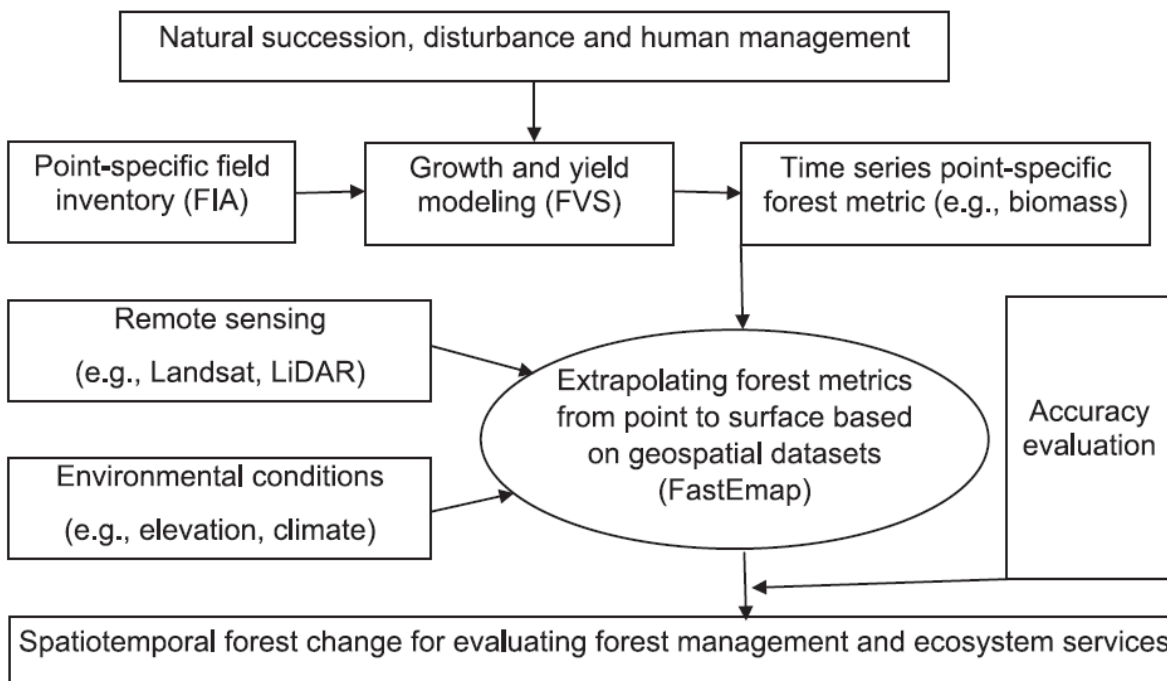 Natural succession, disturbance and human management
Point-specific field
inventory (FIA)
Growth and yield
modeling (FVS)
Time series point-specific
forest metric (e.g., biomass)
Remote sensing
(e.g., Landsat, LiDAR)
Extrapolating forest metrics
from point to surface based
on geospatial datasets
(FastEmap)
Accuracy
evaluation
Environmental conditions
(e.g., elevation, climate)
Spatiotemporal forest change for evaluating forest management and ecosystem services